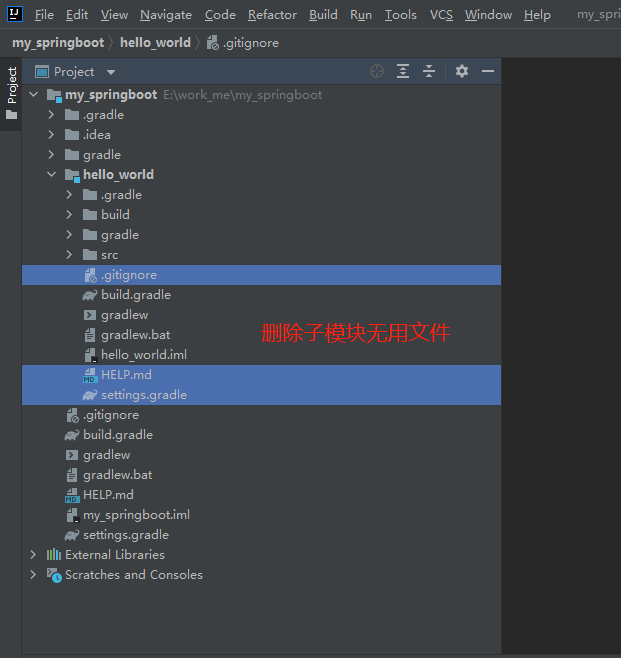 File Edit View Navigate Code Refactor Build Run Tools VCS Window Help my_spr
my_springboot hello_world .gitignore
Project
Project
my_springboot E:\work_me\my_springboot
.gradle
.idea
gradle
hello_world
.gradle
build
gradle
src
.gitignore
build.gradle
gradlew
gradlew.bat
删除子模块无用文件
hello_world.iml
HELP.md
settings.gradle
.gitignore
build.gradle
gradlew
gradlew.bat
HELP.md
my_springboot.iml
settings.gradle
External Libraries
Scratches and Consoles